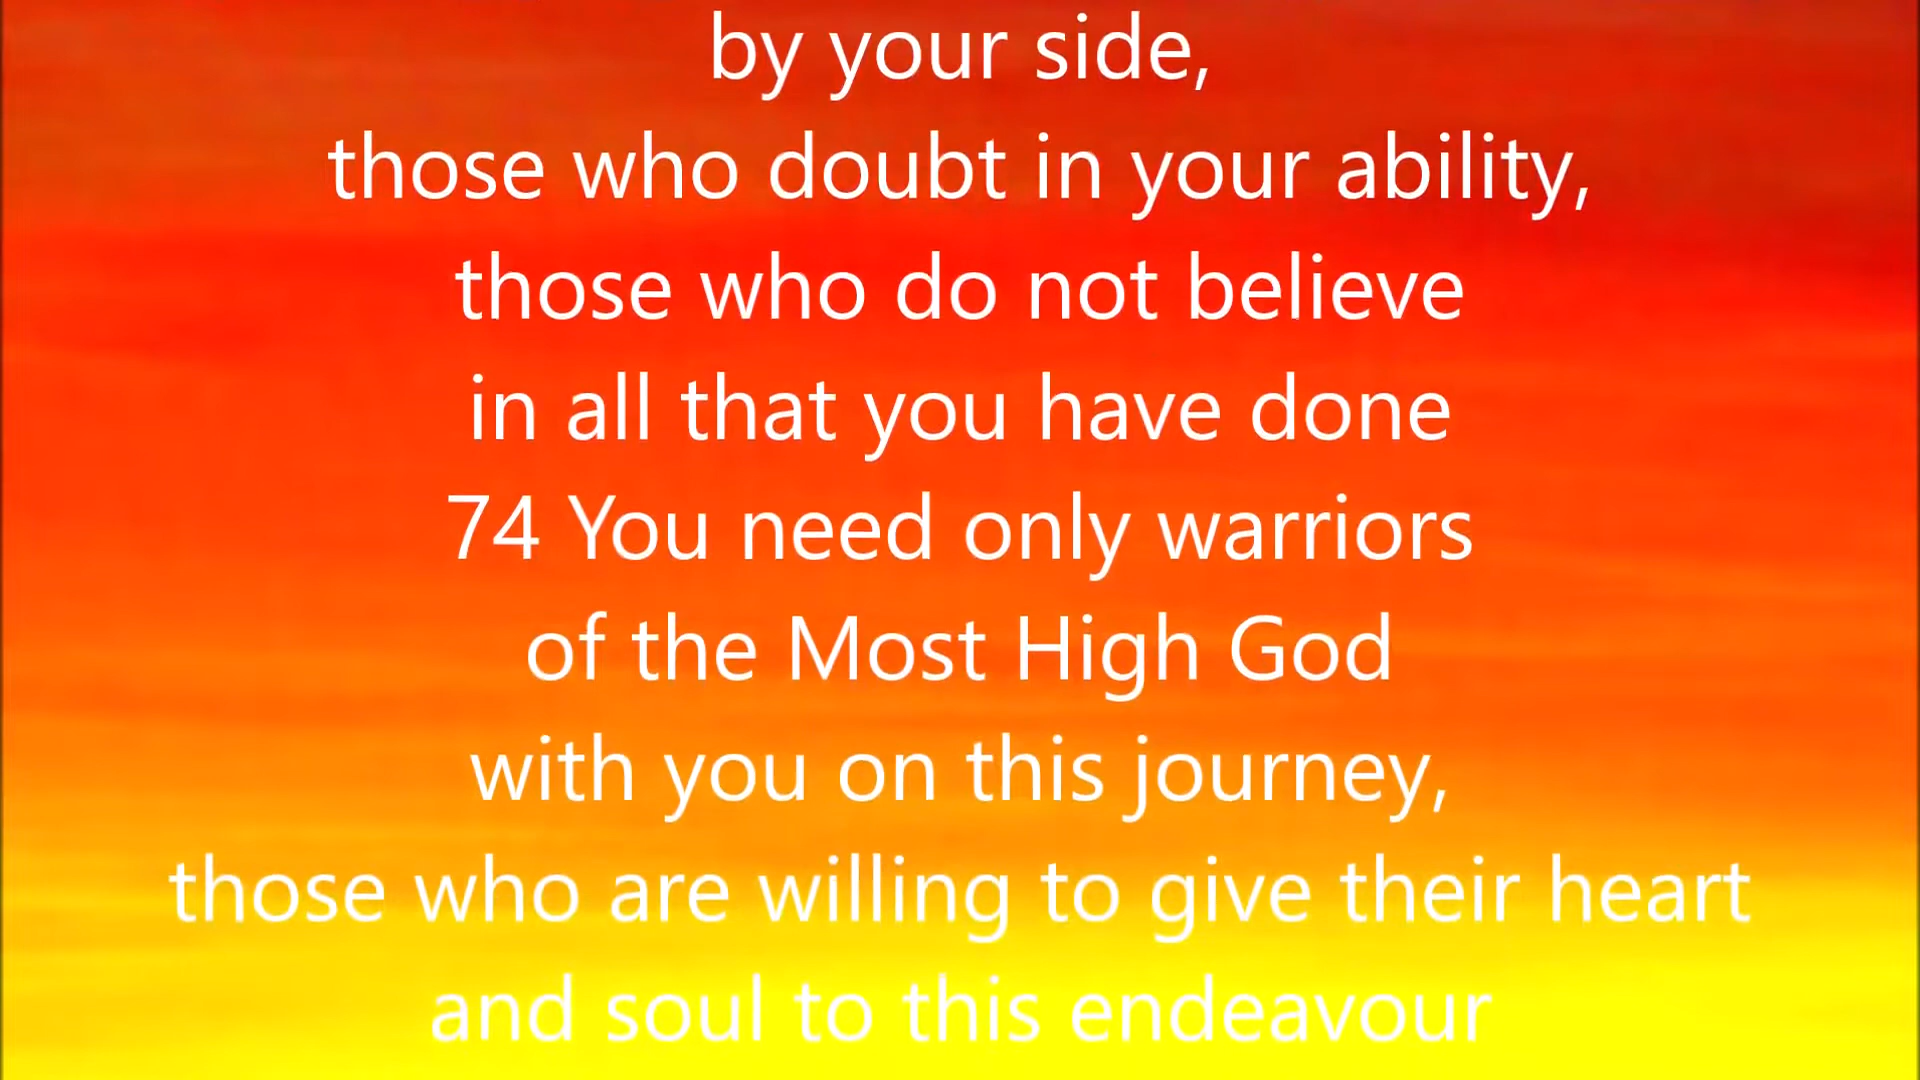 by your side,
those who doubt in your ability,
those who do not believe
in all that you have done
74 You need only warriors
of the Most High God
with you on this journey,
those who are willing to give their heart
and soul to this endeavour